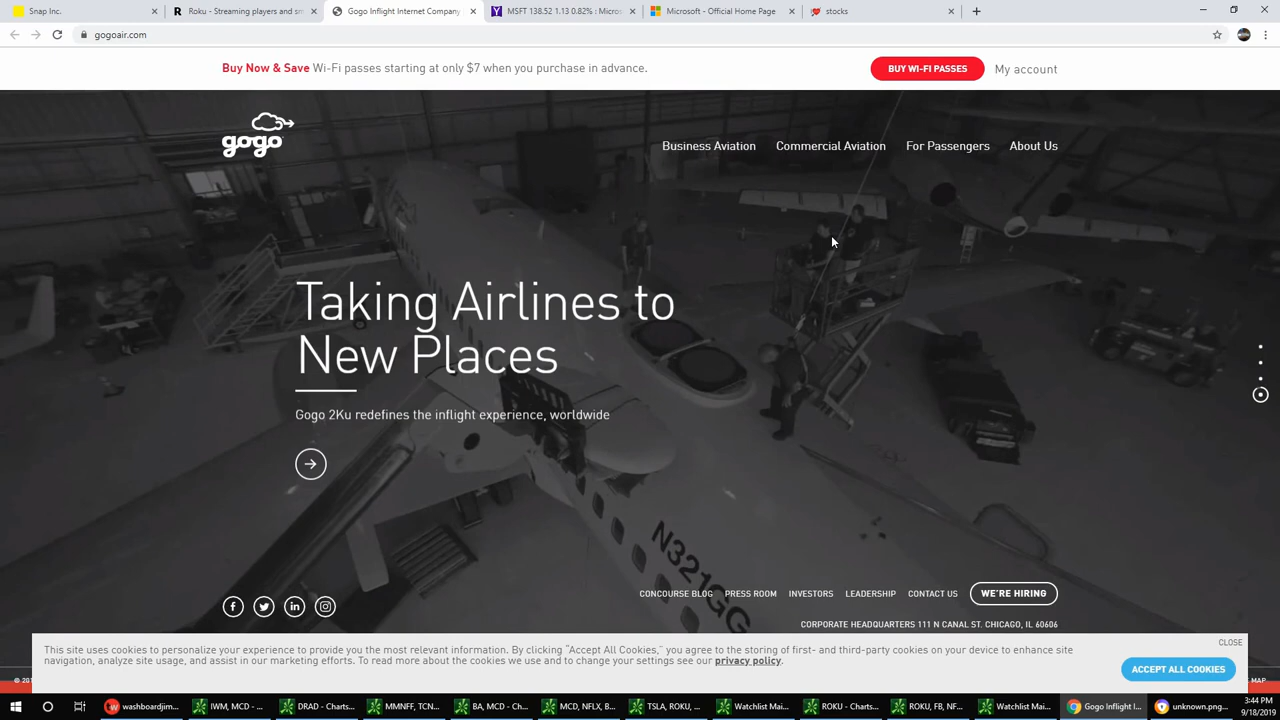 Snap Inc.
Roku - Streaming players and sm
Gogo Inflight Internet Company
MSFT 138.52 1.13 0.82% : Micros
Microsoft - Official Home Page
stocks
gogoair.com
Buy Now & Save Wi-Fi passes starting at only $7 when you purchase in advance.
BUY WI-FI PASSES
My account
gogo
Business Aviation
Commercial Aviation
For Passengers
About Us
Taking Airlines to
New Places
Gogo 2Ku redefines the inflight experience, worldwide
N321GG
CONCOURSE BLOG
PRESS ROOM
INVESTORS
LEADERSHIP
CONTACT US
WE'RE HIRING
CORPORATE HEADQUARTERS 111 N CANAL ST. CHICAGO, IL 60606
CLOSE
This site uses cookies to personalize your experience to provide you the most relevant information. By clicking “Accept All Cookies,” you agree to the storing of first- and third-party cookies on your device to enhance site
navigation, analyze site usage, and assist in our marketing efforts. To read more about the cookies we use and to change your settings see our privacy policy.
ACCEPT ALL COOKIES
washboardjim...
IWM, MCD - ...
DRAD - Charts...
MMNFF, TCN...
BA, MCD - Ch...
MCD, NFLX, B...
TSLA, ROKU, ...
ROKU - Charts...
ROKU, FB, NF...
Watchlist Mai...
Gogo Inflight I...
unknown.png...
3:44 PM
9/18/2019